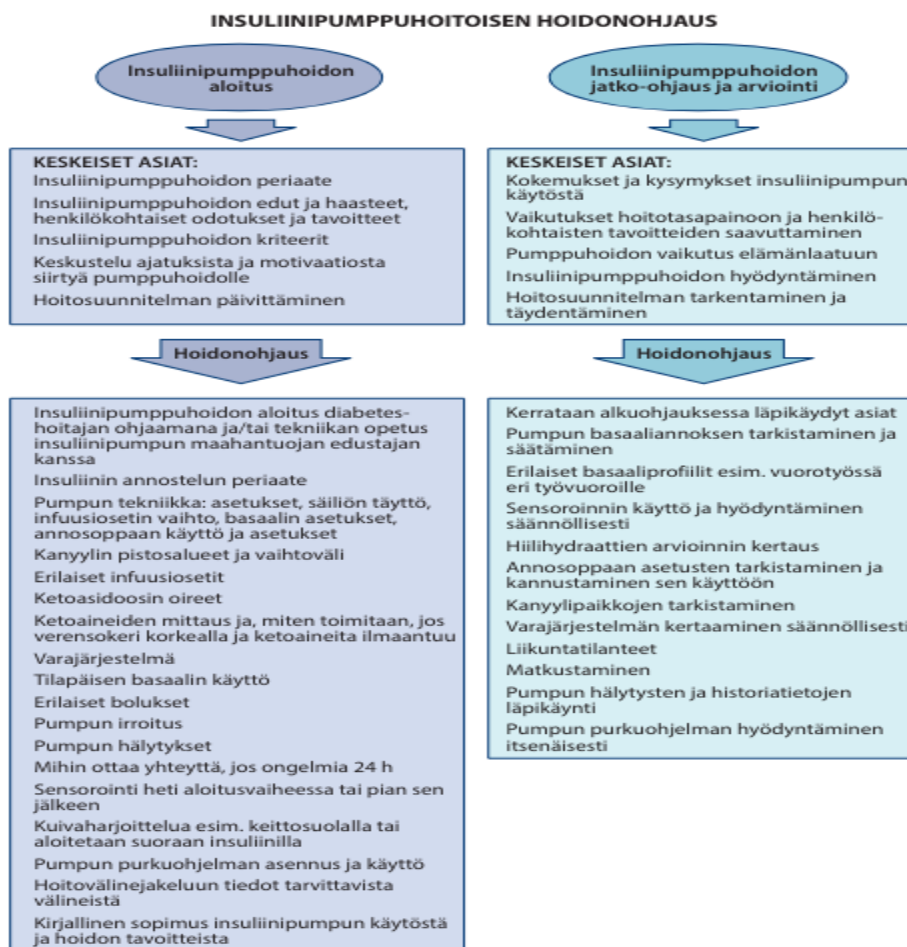 INSULIINIPUMPPUHOITOISEN HOIDONOHJAUS
Insuliinipumppuhoidon
aloitus
KESKEISET ASIAT:
Insuliinipumppuhoidon periaate
Insuliinipumppuhoidon edut ja haasteet,
henkilökohtaiset odotukset ja tavoitteet
Insuliinipumppuhoidon kriteerit
Keskustelu ajatuksista ja motivaatiosta
siirtyä pumppuhoidolle
Hoitosuunnitelman päivittäminen
Hoidonohjaus
Insuliinipumppuhoidon aloitus diabetes-
hoitajan ohjaamana ja/tai tekniikan opetus
insuliinipumpun maahantuojan edustajan
kanssa
Insuliinin annostelun periaate
Pumpun tekniikka: asetukset, säiliön täyttö,
infuusiosetin vaihto, basaalin asetukset,
annosoppaan käyttö ja asetukset
Kanyylin pistosalueet ja vaihtoväli
Erilaiset infuusiosetit
Ketoasidoosin oireet
Ketoaineiden mittaus ja, miten toimitaan, jos
verensokeri korkealla ja ketoaineita ilmaantuu
Varajärjestelmä
Tilapäisen basaalin käyttö
Erilaiset bolukset
Pumpun irroitus
Pumpun hälytykset
Mihin ottaa yhteyttä, jos ongelmia 24 h
Sensorointi heti aloitusvaiheessa tai pian sen
jälkeen
Kuivaharjoittelua esim. keittosuolalla tai
aloitetaan suoraan insuliinilla
Pumpun purkuohjelman asennus ja käyttö
Hoitovälinejakeluun tiedot tarvittavista
välineistä
Kirjallinen sopimus insuliinipumpun käytöstä
ja hoidon tavoitteista
Insuliinipumppuhoidon
jatko-ohjaus ja arviointi
KESKEISET ASIAT:
Kokemukset ja kysymykset insuliinipumpun
käytöstä
Vaikutukset hoitotasapainoon ja henkilö-
kohtaisten tavoitteiden saavuttaminen
Pumppuhoidon vaikutus elämänlaatuun
Insuliinipumppuhoidon hyödyntäminen
Hoitosuunnitelman tarkentaminen ja
täydentäminen
Hoidonohjaus
Kerrataan alkuohjauksessa läpikäydyt asiat
Pumpun basaaliannoksen tarkistaminen ja
säätäminen
Erilaiset basaaliprofiilit esim. vuorotyössä
eri työvuoroille
Sensoroinnin käyttö ja hyödyntäminen
säännöllisesti
Hiilihydraattien arvioinnin kertaus
Annosoppaan asetusten tarkistaminen ja
kannustaminen sen käyttöön
Kanyylipaikkojen tarkistaminen
Varajärjestelmän kertaaminen säännöllisesti
Liikuntatilanteet
Matkustaminen
Pumpun hälytysten ja historiatietojen
läpikäynti
Pumpun purkuohjelman hyödyntäminen
itsenäisesti